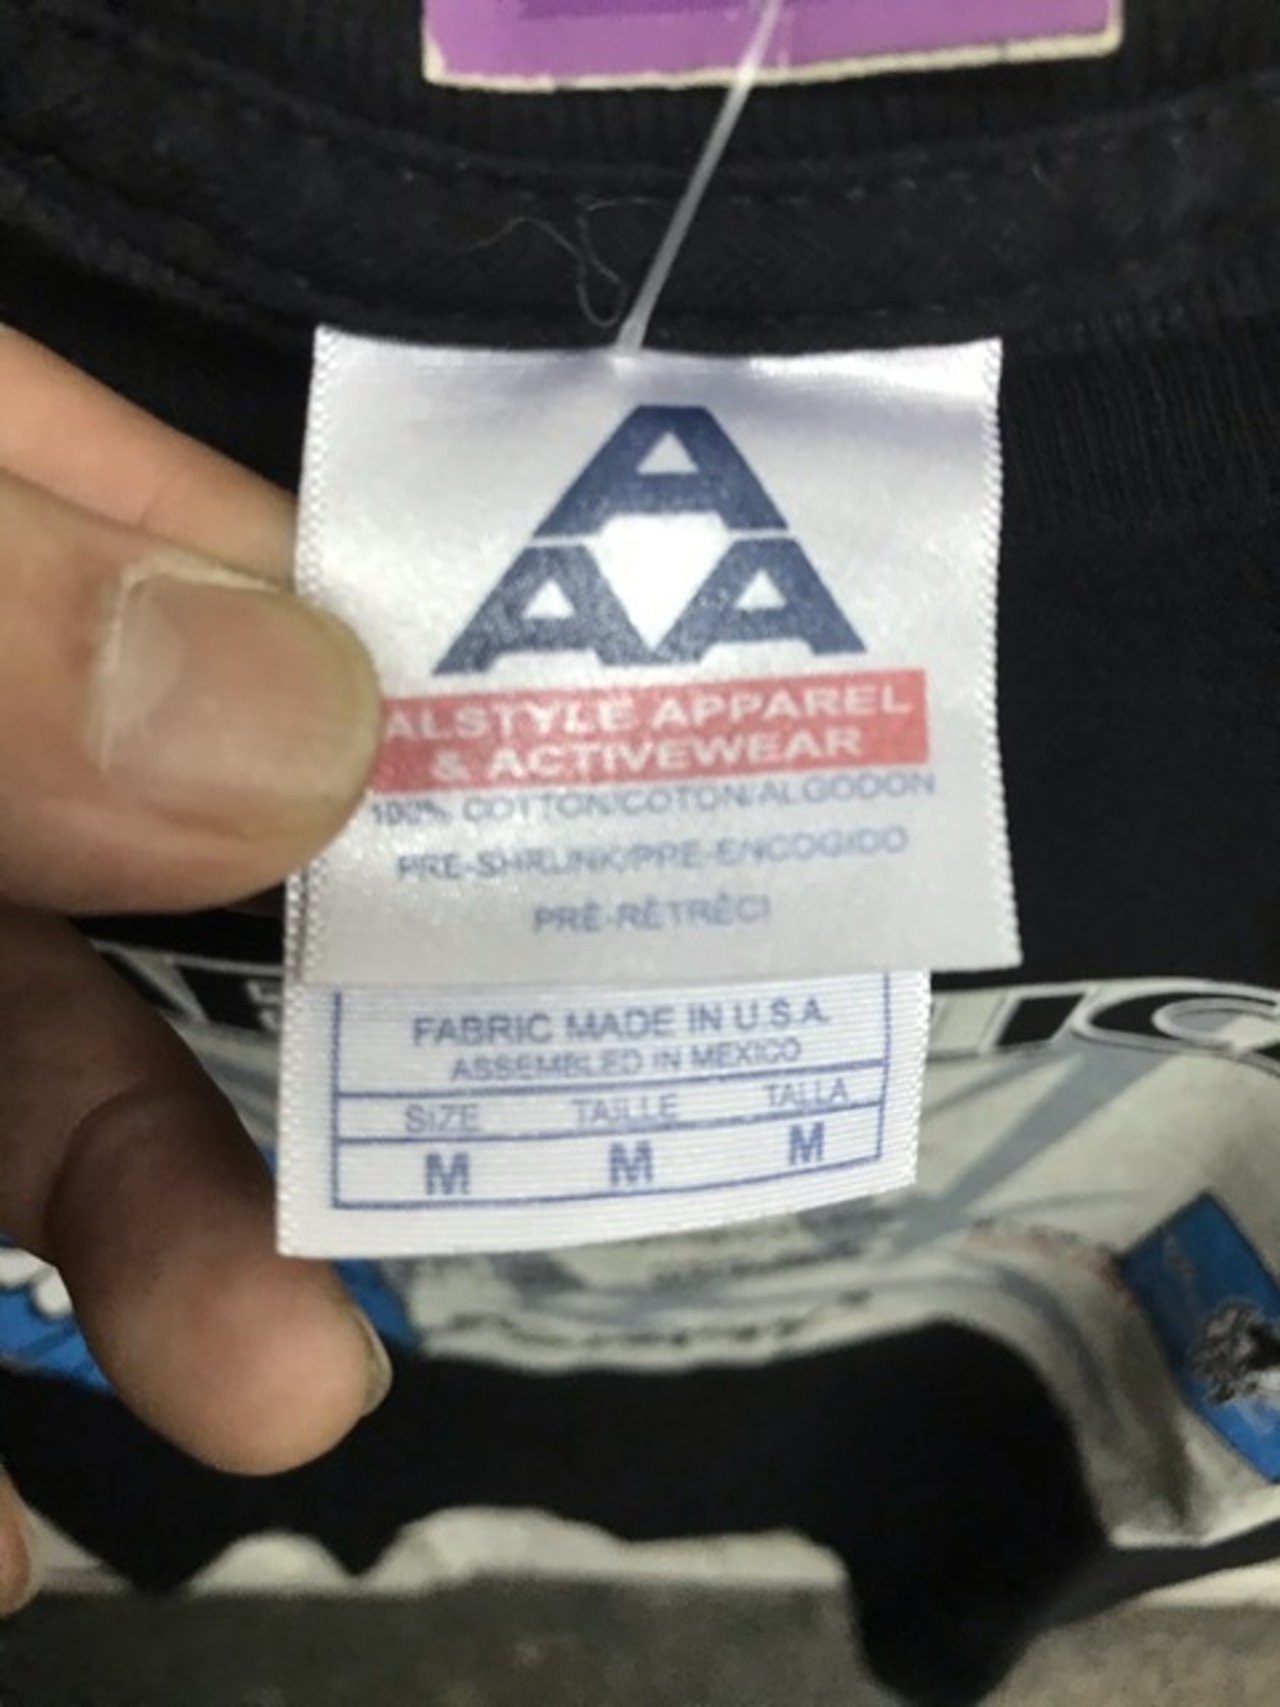 A
AA
ALSTYLE APPAREL
& ACTIVEWEAR
100% COTTON/COTON/ALGODON
PRE-SHRUNK/PRE-ENCOGIDO
PRÉ-RÉTRÉCI
FABRIC MADE IN U.S.A.
ASSEMBLED IN MEXICO
SIZE TAILLE TALLA
M M M